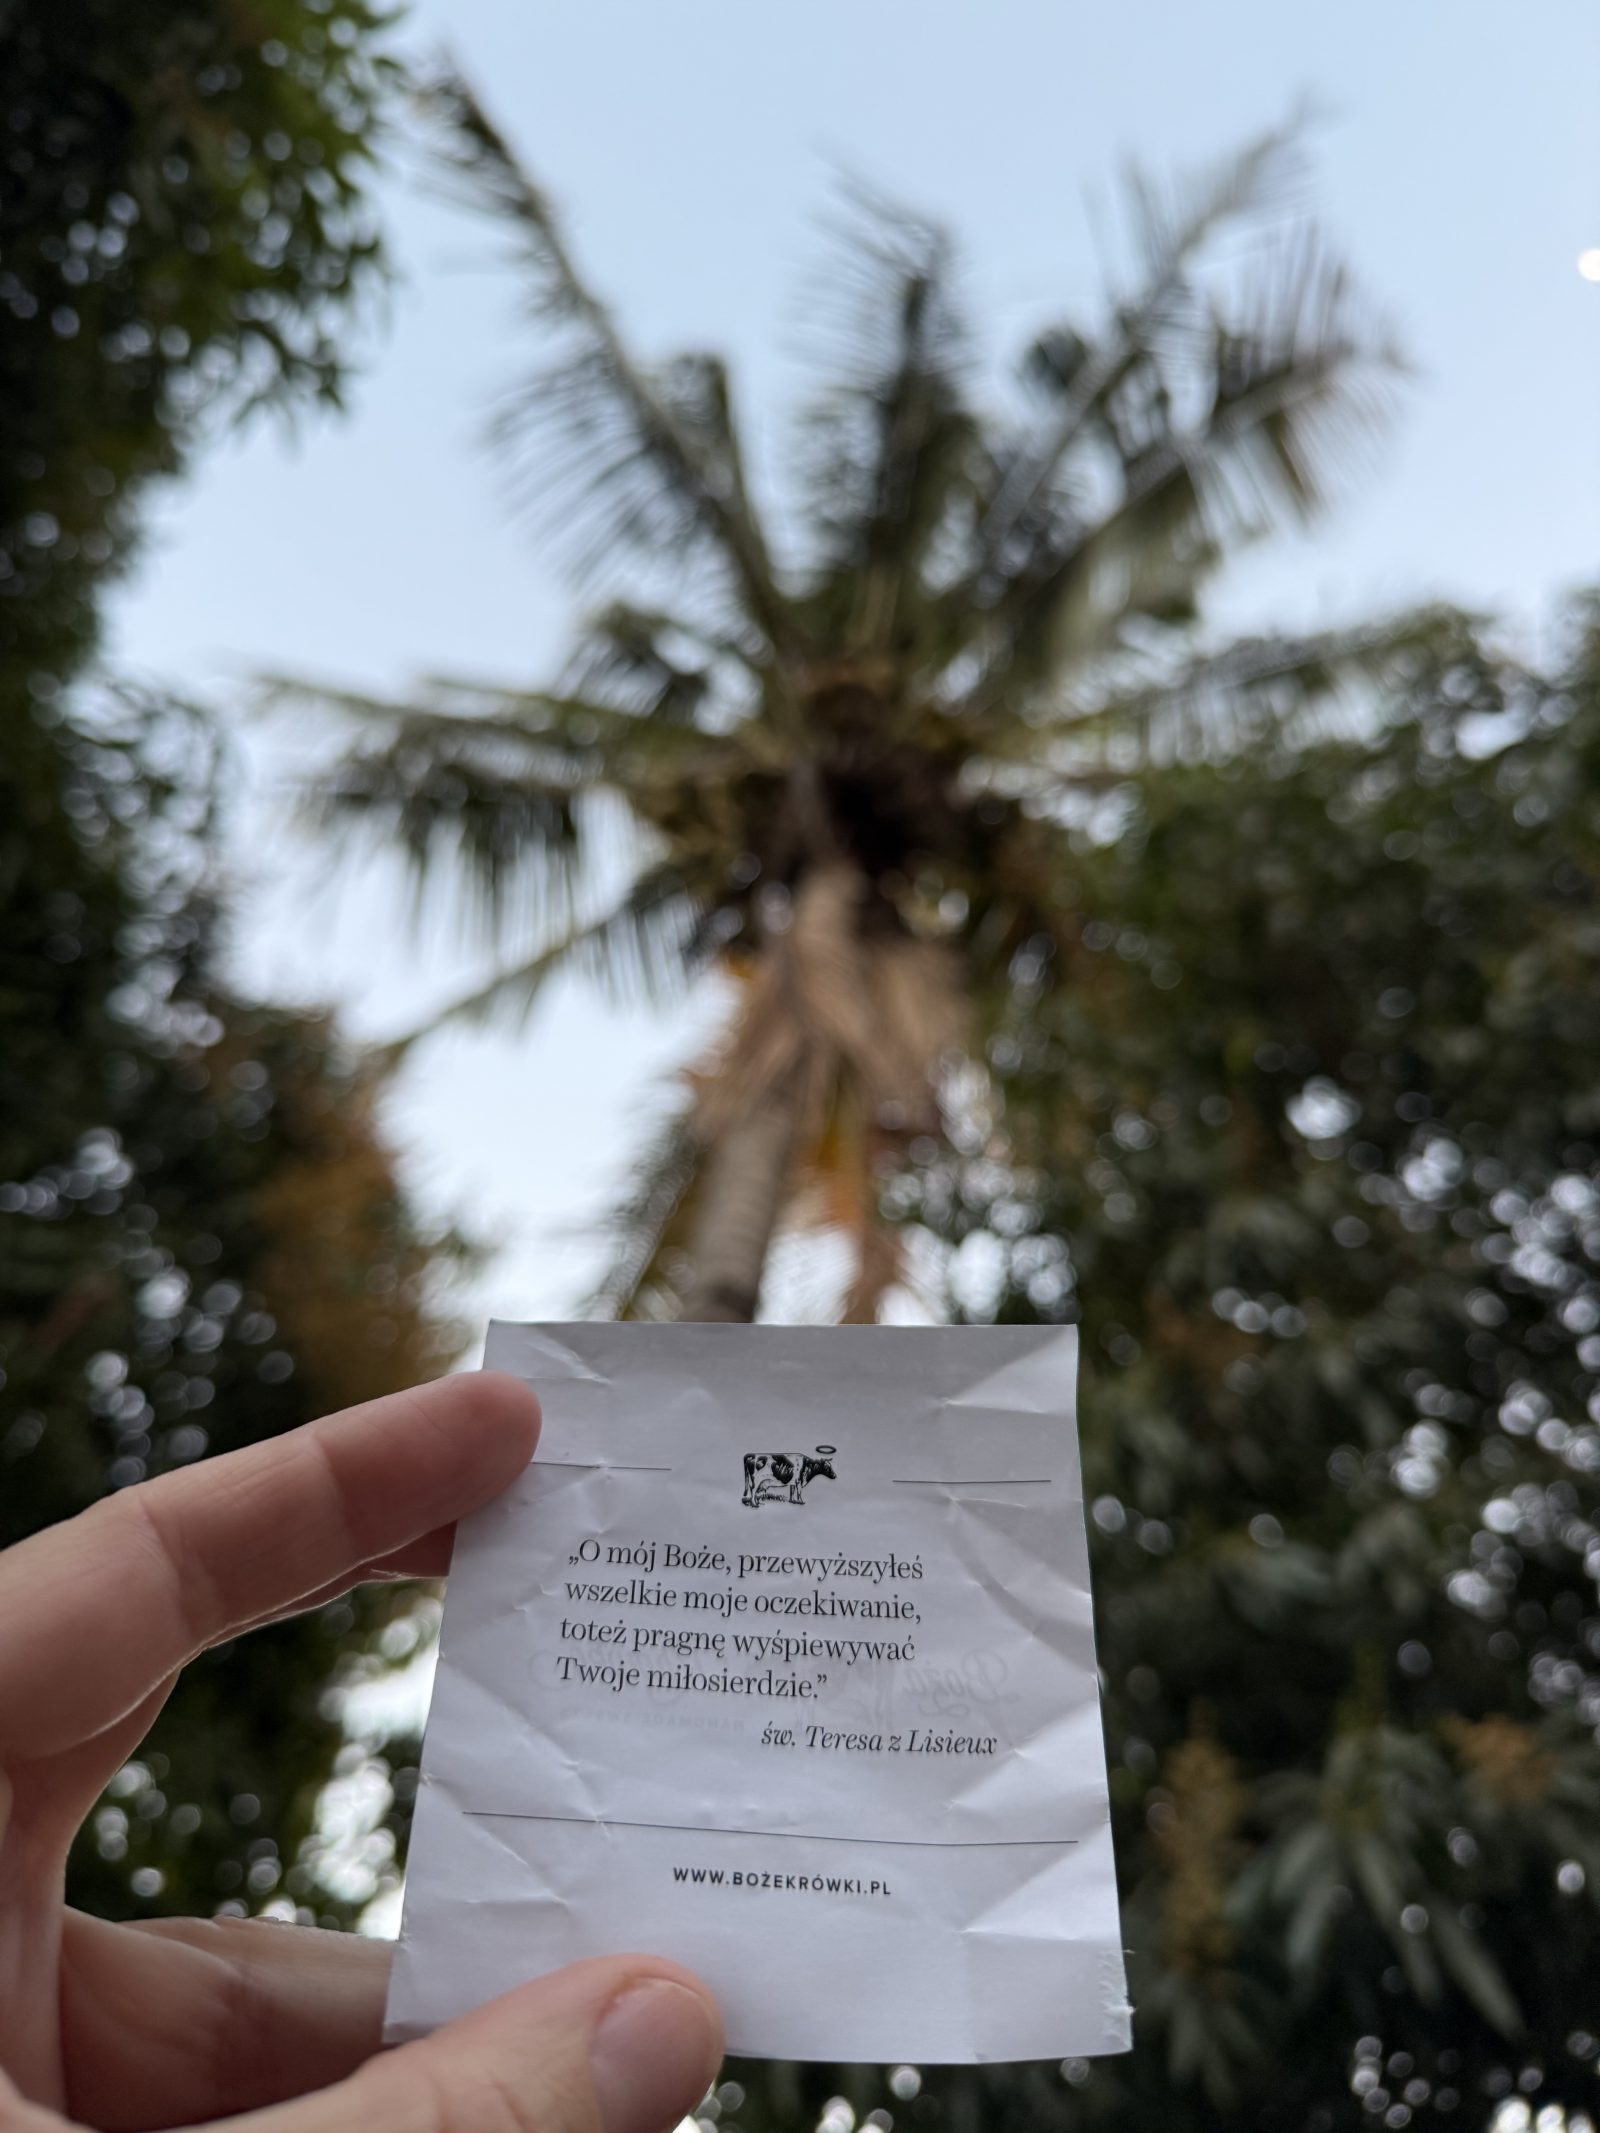 „O mój Boże, przewyższyłeś
wszelkie moje oczekiwanie,
toteż pragnę wyśpiewywać
Twoje miłosierdzie.”
św. Teresa z Lisieux
WWW.BOŻEKRÓWKI.PL